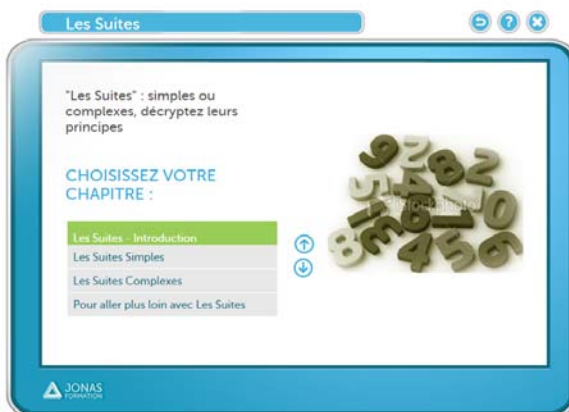 Les Suites
?
"Les Suites" : simples ou
complexes, décryptez leurs
principes
CHOISISSEZ VOTRE
CHAPITRE :
Les Suites - Introduction
Les Suites Simples
Les Suites Complexes
Pour aller plus loin avec Les Suites
JONAS
FORMATION